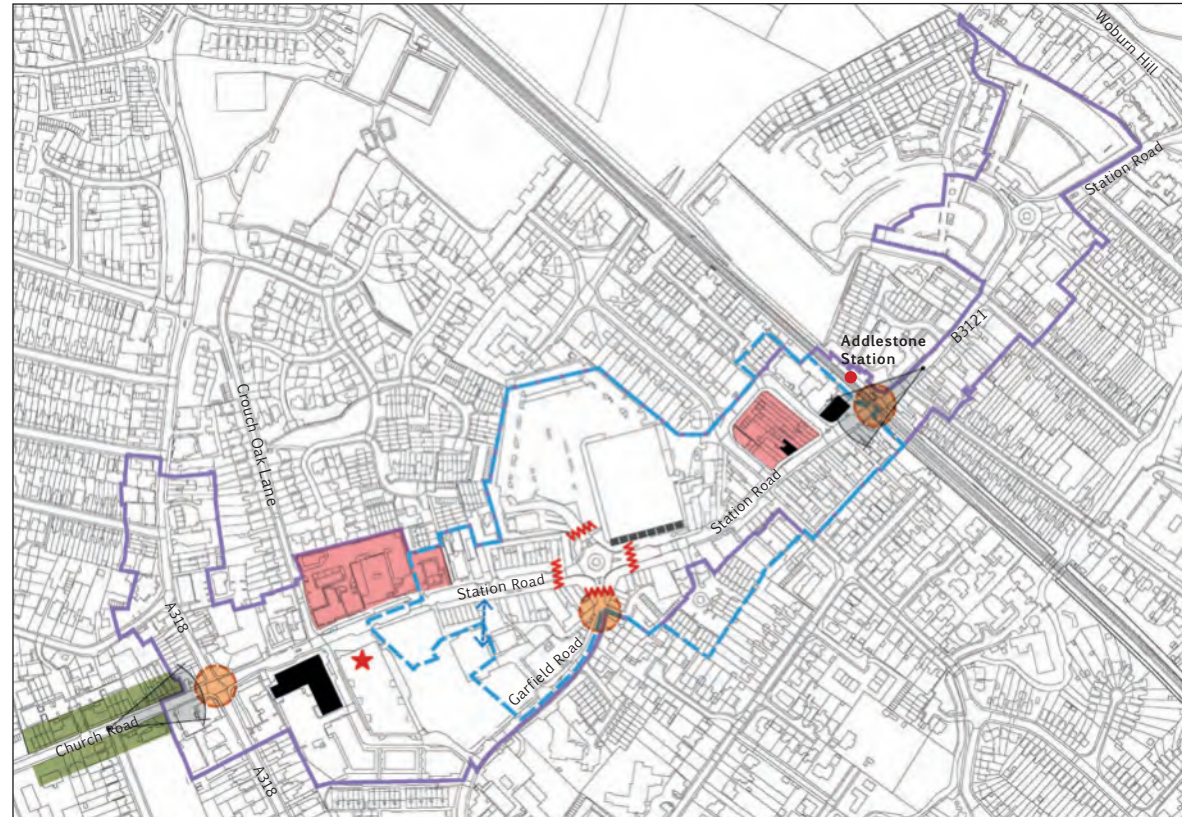 Woburn Hill
Station Road
B3121
Addlestone
Station
Crouch Oak Lane
Station Road
Station Road
A318
Garfield Road
Church Road
A318